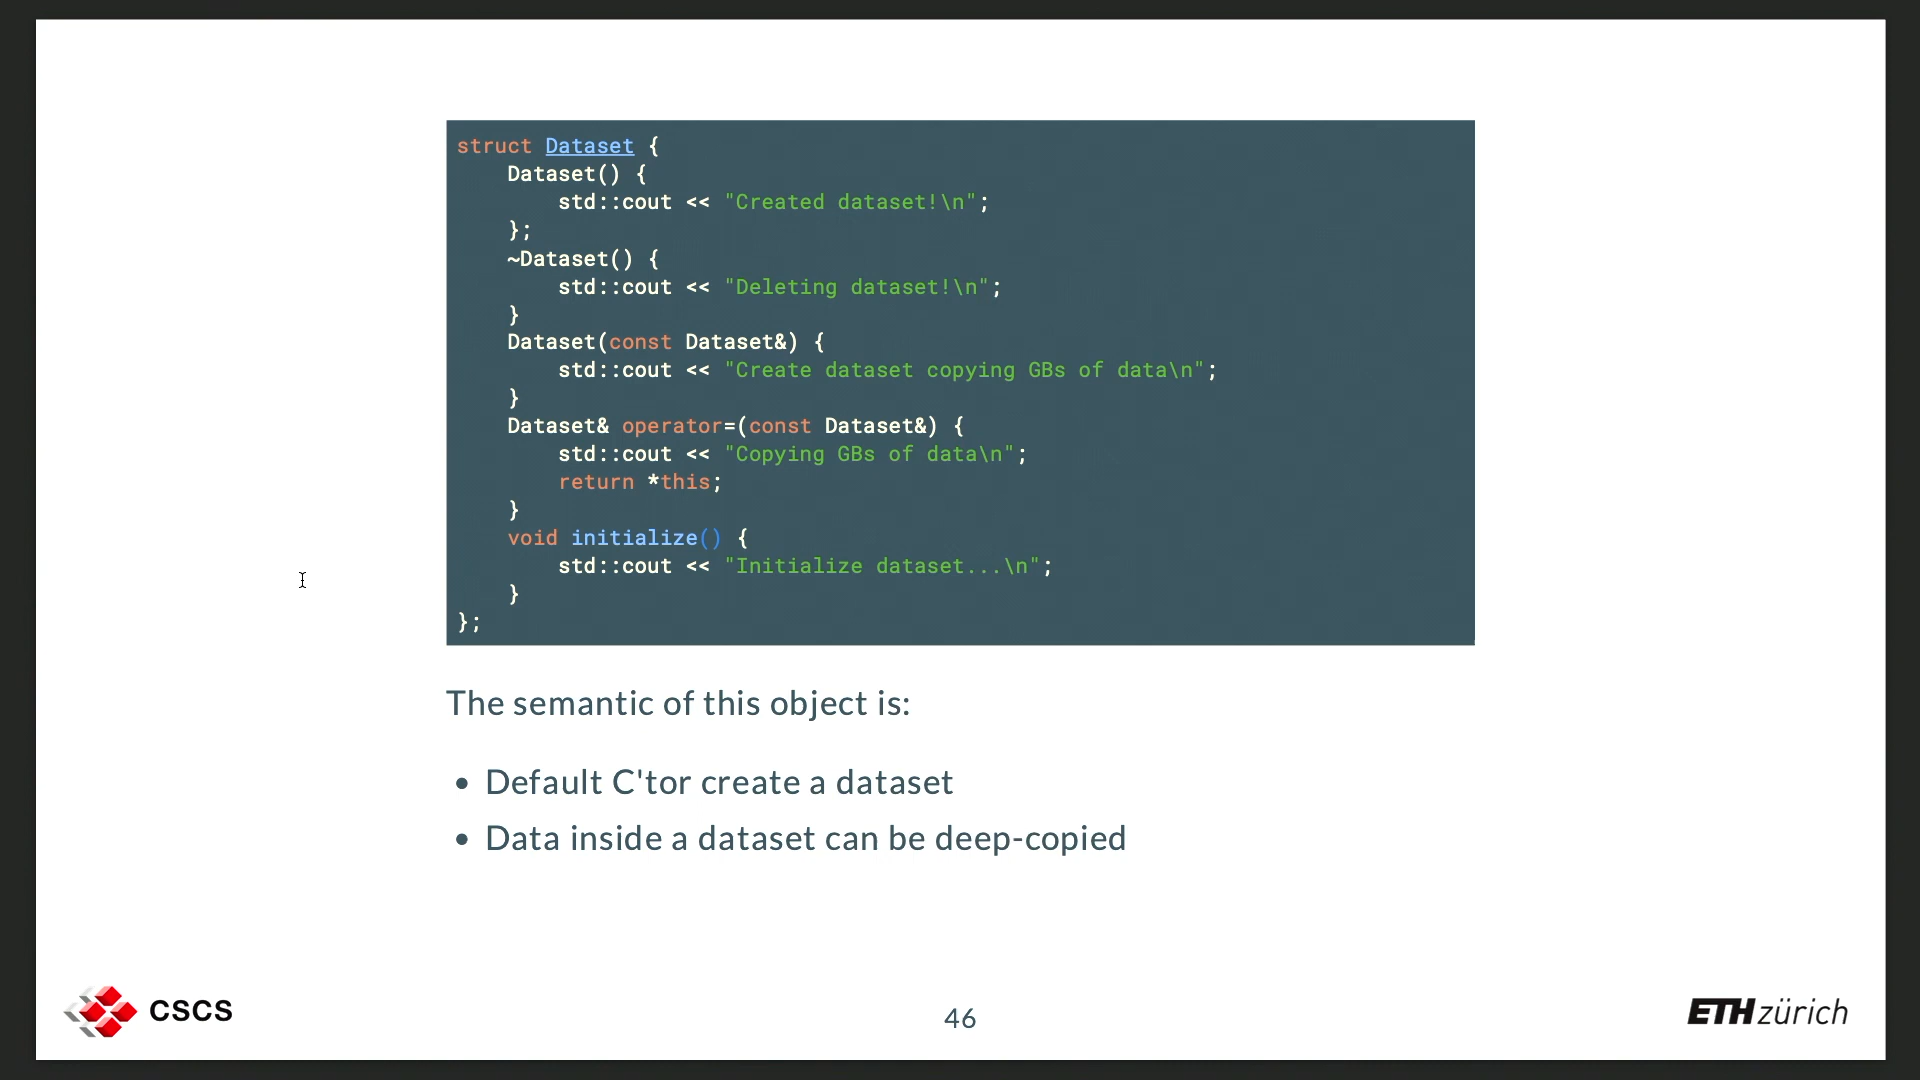 struct Dataset {
    Dataset() {
        std::cout << "Created dataset!\n";
    };
    ~Dataset() {
        std::cout << "Deleting dataset!\n";
    }
    Dataset(const Dataset&) {
        std::cout << "Create dataset copying GBs of data\n";
    }
    Dataset& operator=(const Dataset&) {
        std::cout << "Copying GBs of data\n";
        return *this;
    }
    void initialize() {
        std::cout << "Initialize dataset...\n";
    }
};
The semantic of this object is:
• Default C'tor create a dataset
• Data inside a dataset can be deep-copied
CSCS
46
ETH zürich